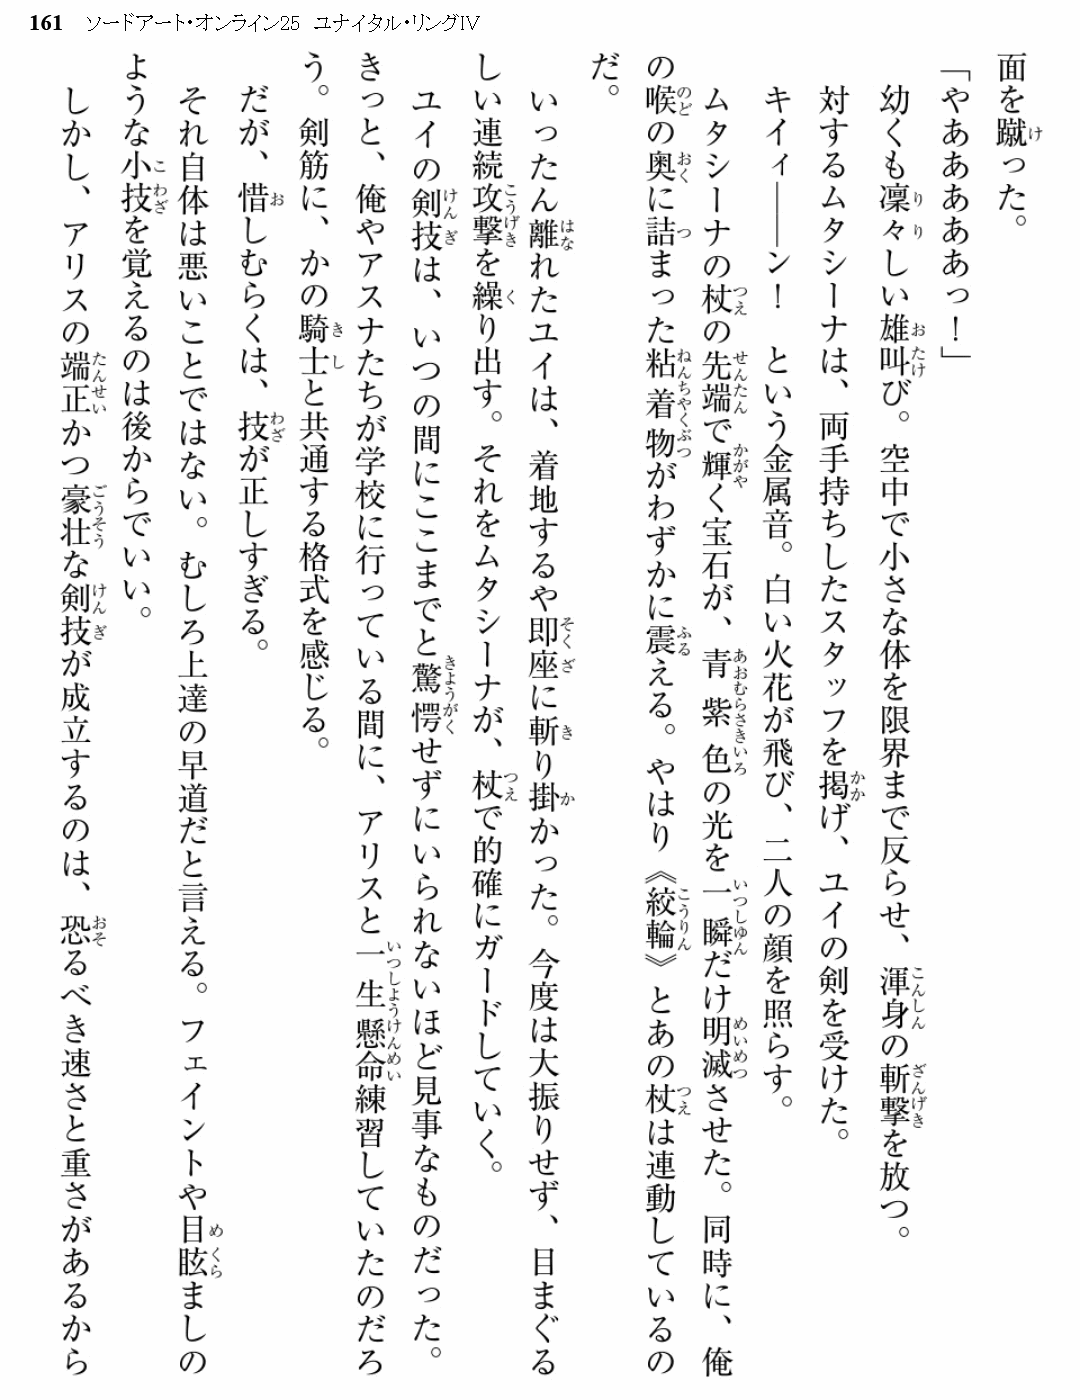 161 ソードアート・オンライン25 ユナイタル・リングIV
面を蹴った。
「やああああっ！」
幼くも凛々しい雄叫び。空中で小さな体を限界まで反らせ、渾身の斬撃を放つ。
対するムタシーナは、両手持ちしたスタッフを掲げ、ユイの剣を受けた。
キイィ――ン！ という金属音。白い火花が飛び、二人の顔を照らす。
ムタシーナの杖の先端で輝く宝石が、青紫色の光を一瞬だけ明滅させた。同時に、俺
の喉の奥に詰まった粘着物がわずかに震える。やはり《絞輪》とあの杖は連動しているの
だ。
いったん離れたユイは、着地するや即座に斬り掛かった。今度は大振りせず、目まぐる
しい連続攻撃を繰り出す。それをムタシーナが、杖で的確にガードしていく。
ユイの剣技は、いつの間にここまでと驚愕せずにいられないほど見事なものだった。
きっと、俺やアスナたちが学校に行っている間に、アリスと一生懸命練習していたのだろ
う。剣筋に、かの騎士と共通する格式を感じる。
だが、惜しむらくは、技が正しすぎる。
それ自体は悪いことではない。むしろ上達の早道だと言える。フェイントや目眩ましの
ような小技を覚えるのは後からでいい。
しかし、アリスの端正かつ豪壮な剣技が成立するのは、恐るべき速さと重さがあるから